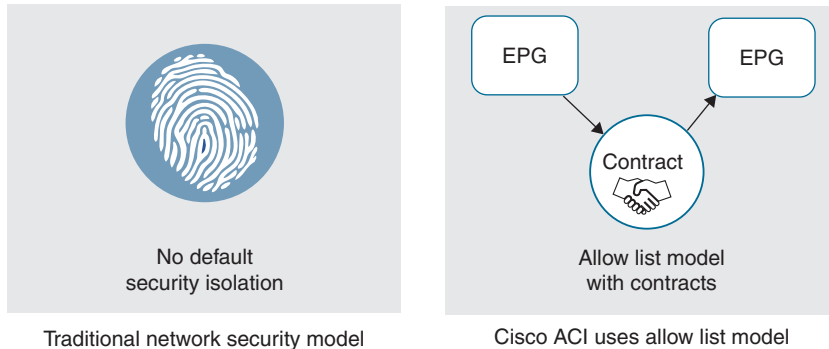 No default
security isolation
Traditional network security model
EPG
EPG
Contract
Allow list model
with contracts
Cisco ACI uses allow list model